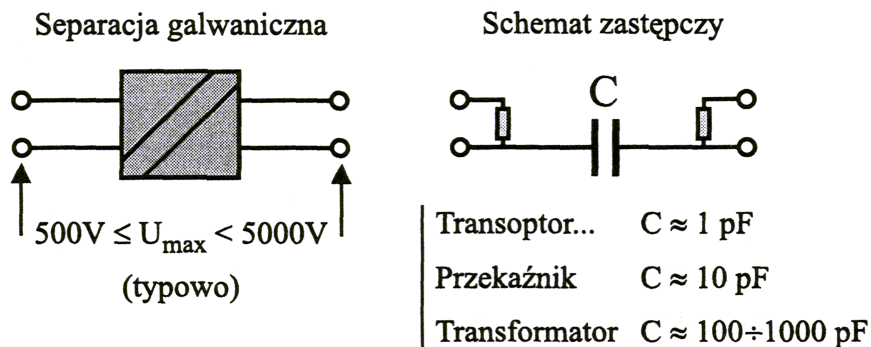 Separacja galwaniczna
500V ≤ Umax < 5000V
(typowo)
Schemat zastępczy
C
Transoptor... C ≈ 1 pF
Przekaźnik C ≈ 10 pF
Transformator C ≈ 100÷1000 pF